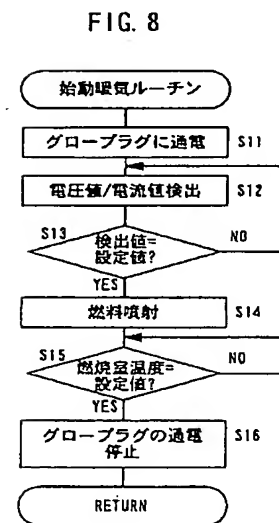 FIG. 8
始動暖気ルーチン
グロープラグに通電 S11
電圧値/電流値検出 S12
S13
検出値= NO
設定値?
YES
燃料噴射 S14
S15
燃焼室温度= NO
設定値?
YES
グロープラグの通電 S16
停止
RETURN